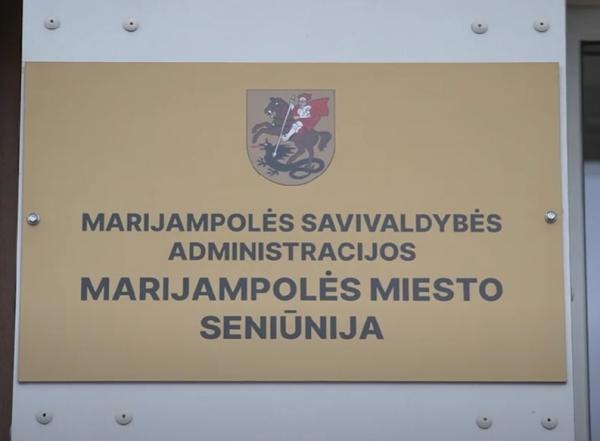 MARIJAMPOLĖS SAVIVALDYBĖS
ADMINISTRACIJOS
MARIJAMPOLĖS MIESTO
SENIŪNIJA